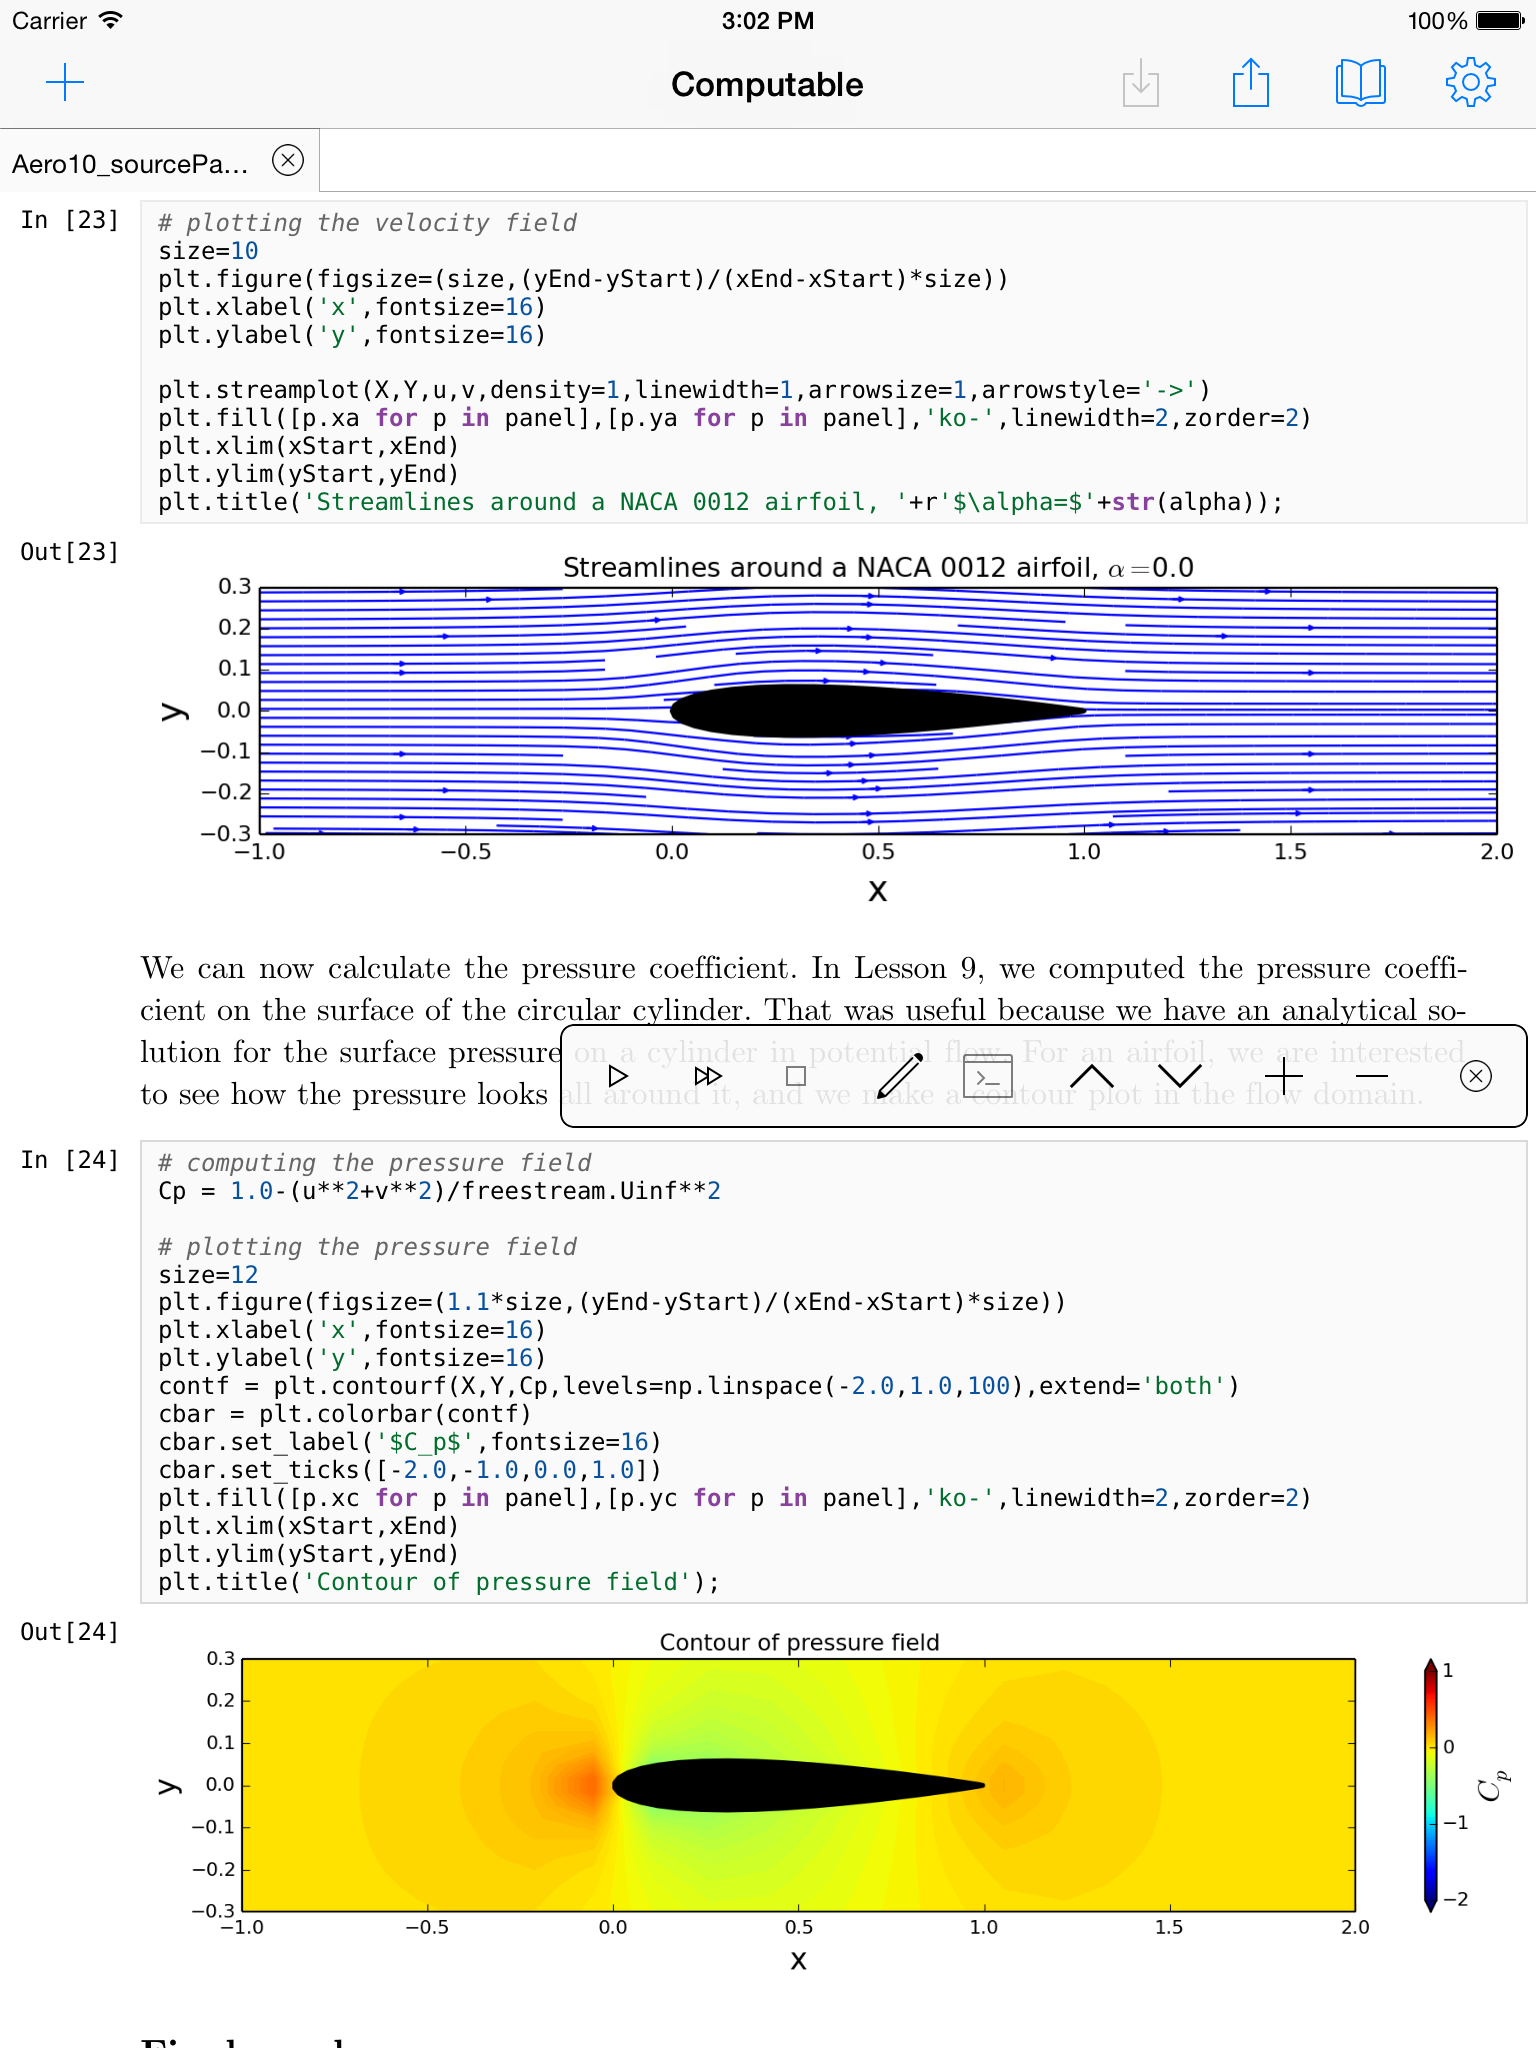 Carrier 3:02 PM 100%
Computable
Aero10_sourcePa...
In [23]
# plotting the velocity field
size=10
plt.figure(figsize=(size,(yEnd-yStart)/(xEnd-xStart)*size))
plt.xlabel('x',fontsize=16)
plt.ylabel('y',fontsize=16)
plt.streamplot(X,Y,u,v,density=1,linewidth=1,arrowsize=1,arrowstyle='->')
plt.fill([p.xa for p in panel],[p.ya for p in panel],'ko-',linewidth=2,zorder=2)
plt.xlim(xStart,xEnd)
plt.ylim(yStart,yEnd)
plt.title('Streamlines around a NACA 0012 airfoil, '+r'$\alpha=$'+str(alpha));
Out[23]
Streamlines around a NACA 0012 airfoil, α=0.0
0.3
0.2
0.1
0.0
−0.1
−0.2
−0.3
y
−1.0 −0.5 0.0 0.5 1.0 1.5 2.0
x
We can now calculate the pressure coefficient. In Lesson 9, we computed the pressure coeffi-
cient on the surface of the circular cylinder. That was useful because we have an analytical so-
lution for the surface pressure on a cylinder in potential flow. For an airfoil, we are interested
to see how the pressure looks all around it, and we make a contour plot in the flow domain.
In [24]
# computing the pressure field
Cp = 1.0-(u**2+v**2)/freestream.Uinf**2
# plotting the pressure field
size=12
plt.figure(figsize=(1.1*size,(yEnd-yStart)/(xEnd-xStart)*size))
plt.xlabel('x',fontsize=16)
plt.ylabel('y',fontsize=16)
contf = plt.contourf(X,Y,Cp,levels=np.linspace(-2.0,1.0,100),extend='both')
cbar = plt.colorbar(contf)
cbar.set_label('$C_p$',fontsize=16)
cbar.set_ticks([-2.0,-1.0,0.0,1.0])
plt.fill([p.xc for p in panel],[p.yc for p in panel],'ko-',linewidth=2,zorder=2)
plt.xlim(xStart,xEnd)
plt.ylim(yStart,yEnd)
plt.title('Contour of pressure field');
Out[24]
Contour of pressure field
0.3
0.2
0.1
0.0
−0.1
−0.2
−0.3
y
−1.0 −0.5 0.0 0.5 1.0 1.5 2.0
x
1
0
−1
−2
C_p